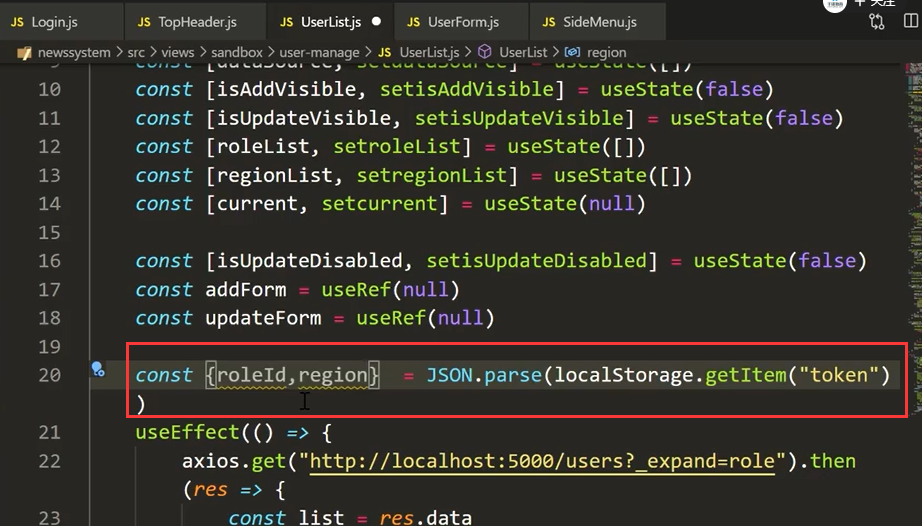 JS Login.js JS TopHeader.js JS UserList.js JS UserForm.js JS SideMenu.js
+ 关注
newssystem > src > views > sandbox > user-manage > JS UserList.js > UserList > region
9 const [dataSource, setdataSource] = useState([])
10 const [isAddVisible, setisAddVisible] = useState(false)
11 const [isUpdateVisible, setisUpdateVisible] = useState(false)
12 const [roleList, setroleList] = useState([])
13 const [regionList, setregionList] = useState([])
14 const [current, setcurrent] = useState(null)
15
16 const [isUpdateDisabled, setisUpdateDisabled] = useState(false)
17 const addForm = useRef(null)
18 const updateForm = useRef(null)
19
20 const {roleId,region} = JSON.parse(localStorage.getItem("token")
)
21 useEffect(() => {
22 axios.get("http://localhost:5000/users?_expand=role").then
(res => {
23 const list = res.data